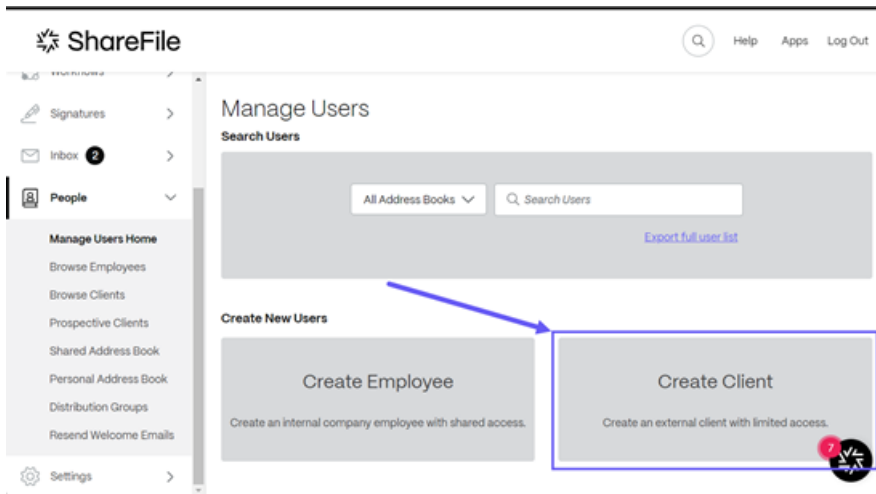 ShareFile
Help Apps Log Out
Workflows
Signatures
Inbox 2
People
Manage Users Home
Browse Employees
Browse Clients
Prospective Clients
Shared Address Book
Personal Address Book
Distribution Groups
Resend Welcome Emails
Settings
Manage Users
Search Users
All Address Books
Search Users
Export full user list
Create New Users
Create Employee
Create an internal company employee with shared access.
Create Client
Create an external client with limited access.
7